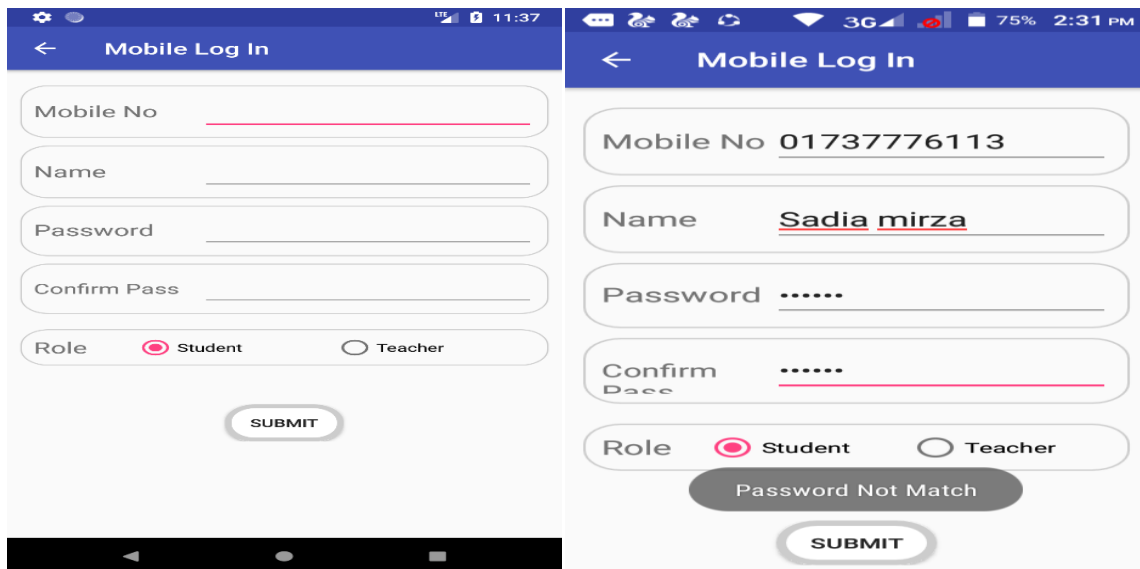 LTE 11:37
Mobile Log In
Mobile No
Name
Password
Confirm Pass
Role Student Teacher
SUBMIT
3G 75% 2:31 PM
Mobile Log In
Mobile No 01737776113
Name Sadia mirza
Password ••••••
Confirm ••••••
Pass
Role Student Teacher
Password Not Match
SUBMIT